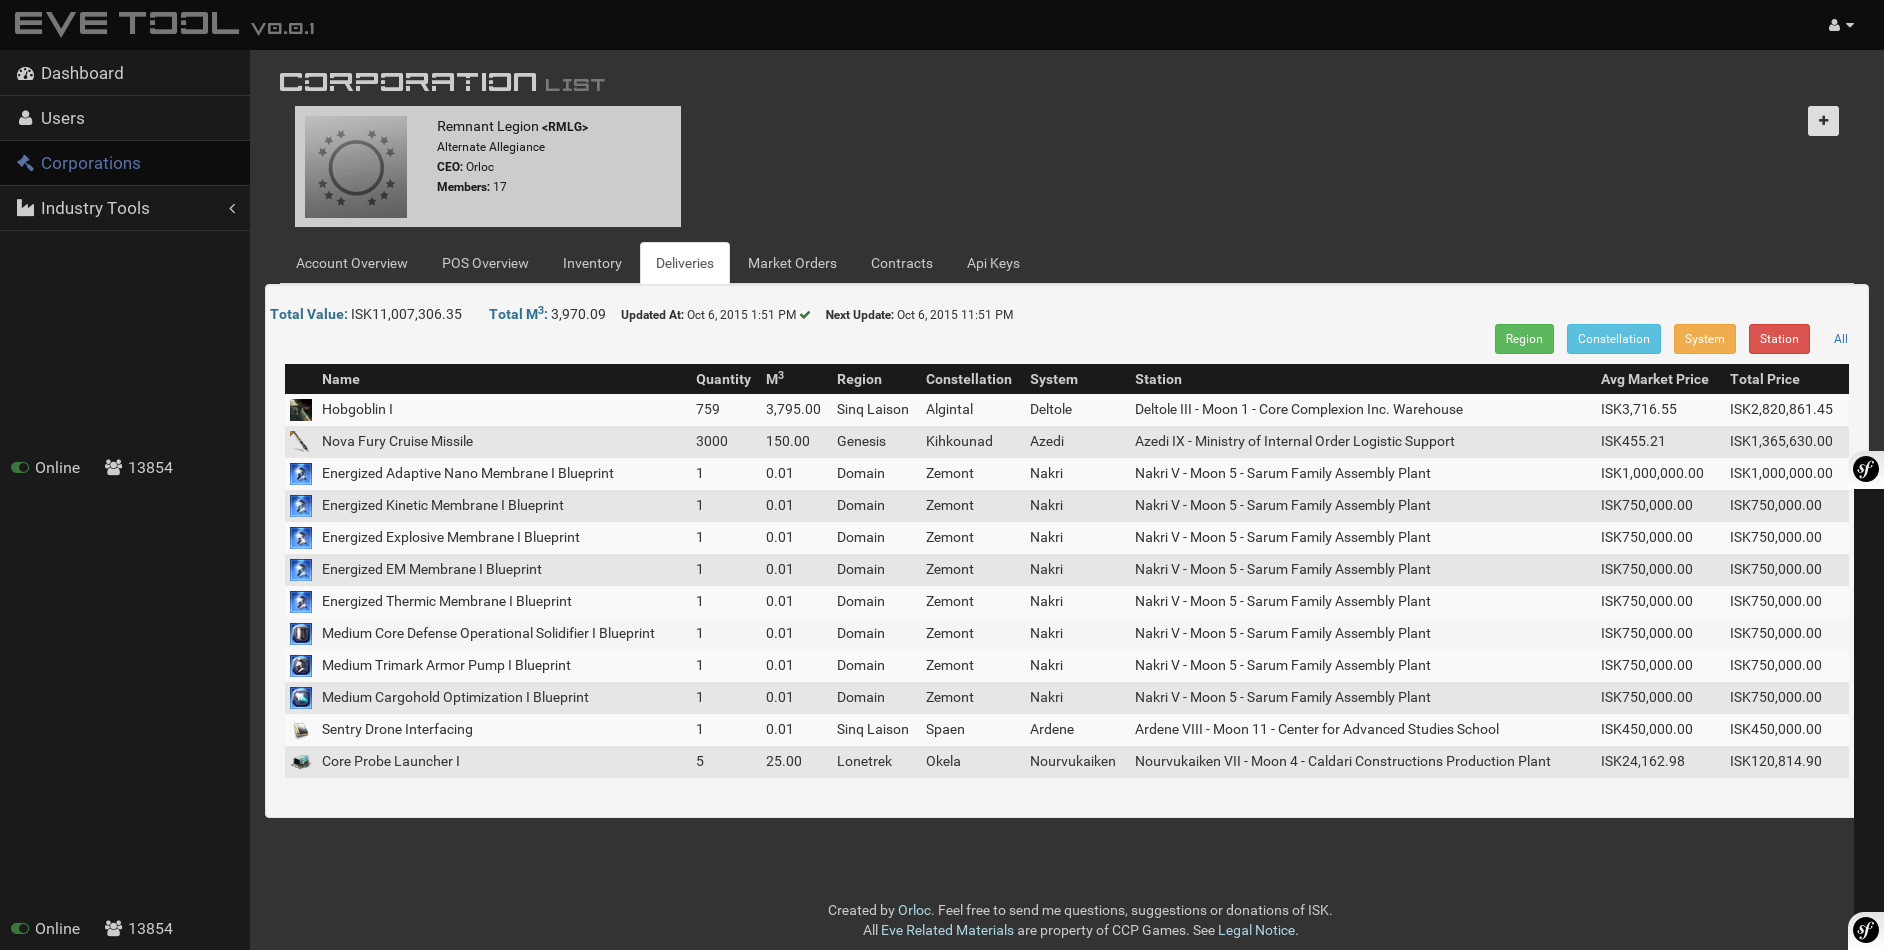 EVE TOOL V0.0.1
Dashboard
Users
Corporations
Industry Tools
Online 13854
Online 13854
CORPORATION LIST
Remnant Legion <RMLG>
Alternate Allegiance
CEO: Orloc
Members: 17
Account Overview POS Overview Inventory Deliveries Market Orders Contracts Api Keys
Total Value: ISK11,007,306.35 Total M3: 3,970.09 Updated At: Oct 6, 2015 1:51 PM Next Update: Oct 6, 2015 11:51 PM
Region Constellation System Station All
Name Quantity M3 Region Constellation System Station Avg Market Price Total Price
Hobgoblin I 759 3,795.00 Sinq Laison Algintal Deltole Deltole III - Moon 1 - Core Complexion Inc. Warehouse ISK3,716.55 ISK2,820,861.45
Nova Fury Cruise Missile 3000 150.00 Genesis Kihkounad Azedi Azedi IX - Ministry of Internal Order Logistic Support ISK455.21 ISK1,365,630.00
Energized Adaptive Nano Membrane I Blueprint 1 0.01 Domain Zemont Nakri Nakri V - Moon 5 - Sarum Family Assembly Plant ISK1,000,000.00 ISK1,000,000.00
Energized Kinetic Membrane I Blueprint 1 0.01 Domain Zemont Nakri Nakri V - Moon 5 - Sarum Family Assembly Plant ISK750,000.00 ISK750,000.00
Energized Explosive Membrane I Blueprint 1 0.01 Domain Zemont Nakri Nakri V - Moon 5 - Sarum Family Assembly Plant ISK750,000.00 ISK750,000.00
Energized EM Membrane I Blueprint 1 0.01 Domain Zemont Nakri Nakri V - Moon 5 - Sarum Family Assembly Plant ISK750,000.00 ISK750,000.00
Energized Thermic Membrane I Blueprint 1 0.01 Domain Zemont Nakri Nakri V - Moon 5 - Sarum Family Assembly Plant ISK750,000.00 ISK750,000.00
Medium Core Defense Operational Solidifier I Blueprint 1 0.01 Domain Zemont Nakri Nakri V - Moon 5 - Sarum Family Assembly Plant ISK750,000.00 ISK750,000.00
Medium Trimark Armor Pump I Blueprint 1 0.01 Domain Zemont Nakri Nakri V - Moon 5 - Sarum Family Assembly Plant ISK750,000.00 ISK750,000.00
Medium Cargohold Optimization I Blueprint 1 0.01 Domain Zemont Nakri Nakri V - Moon 5 - Sarum Family Assembly Plant ISK750,000.00 ISK750,000.00
Sentry Drone Interfacing 1 0.01 Sinq Laison Spaen Ardene Ardene VIII - Moon 11 - Center for Advanced Studies School ISK450,000.00 ISK450,000.00
Core Probe Launcher I 5 25.00 Lonetrek Okela Nourvukaiken Nourvukaiken VII - Moon 4 - Caldari Constructions Production Plant ISK24,162.98 ISK120,814.90
sf
sf
Created by Orloc. Feel free to send me questions, suggestions or donations of ISK.
All Eve Related Materials are property of CCP Games. See Legal Notice.